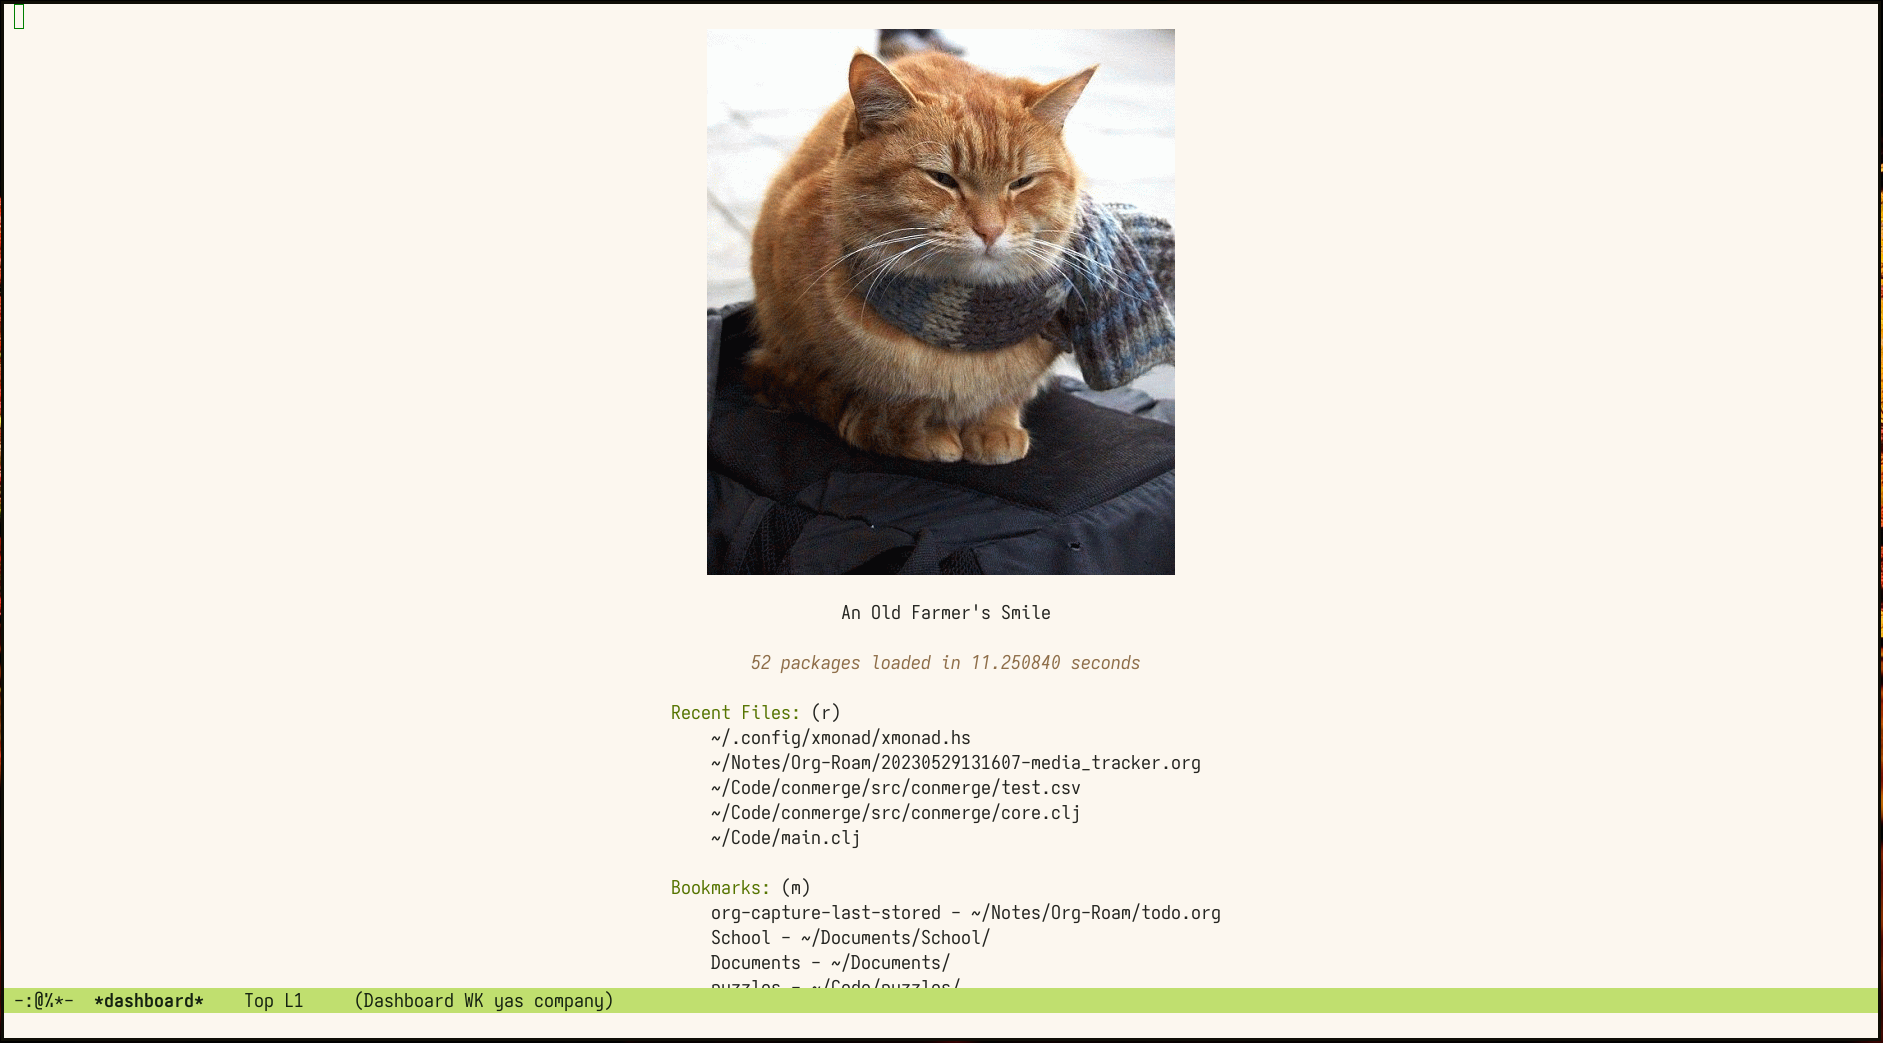 An Old Farmer's Smile
52 packages loaded in 11.250840 seconds
Recent Files: (r)
~/.config/xmonad/xmonad.hs
~/Notes/Org-Roam/20230529131607-media_tracker.org
~/Code/conmerge/src/conmerge/test.csv
~/Code/conmerge/src/conmerge/core.clj
~/Code/main.clj
Bookmarks: (m)
org-capture-last-stored - ~/Notes/Org-Roam/todo.org
School - ~/Documents/School/
Documents - ~/Documents/
puzzles - ~/Code/puzzles/
-:@%*-  *dashboard*    Top L1     (Dashboard WK yas company)